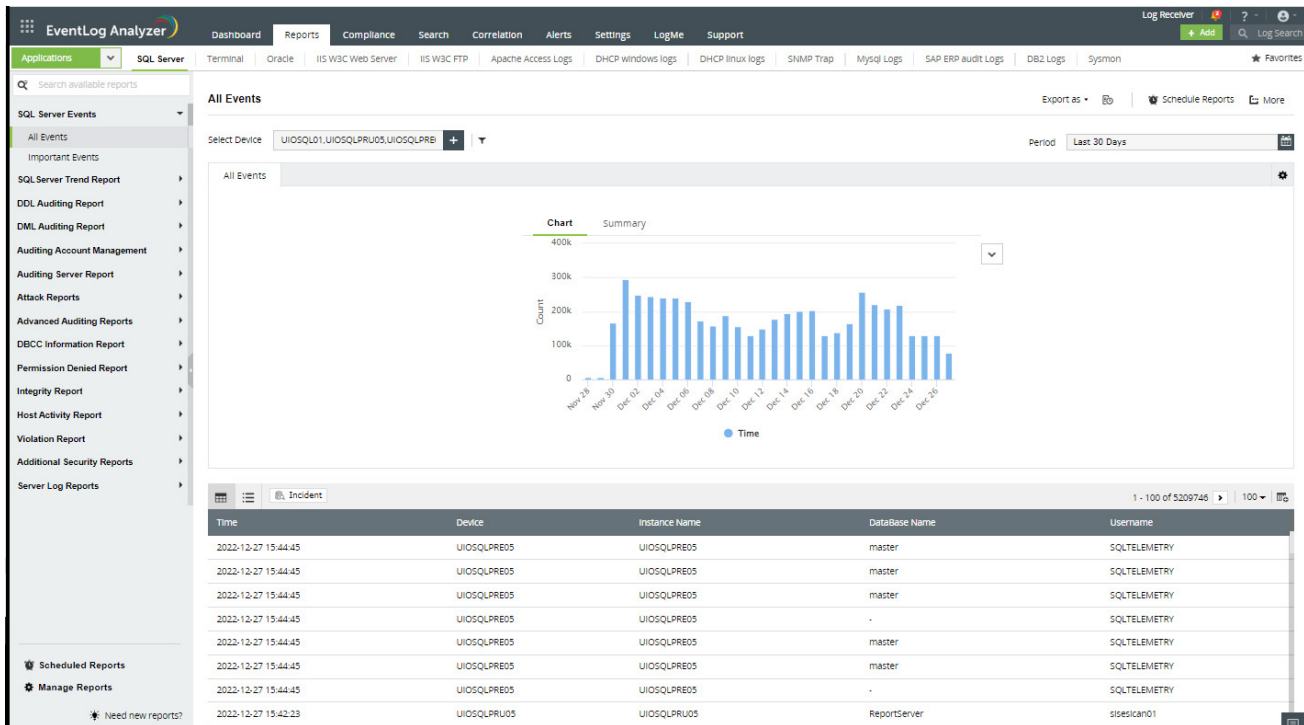 Log Receiver
EventLog Analyzer
Dashboard Reports Compliance Search Correlation Alerts Settings LogMe Support
+ Add Log Search
Applications SQL Server Terminal Oracle IIS W3C Web Server IIS W3C FTP Apache Access Logs DHCP windows logs DHCP linux logs SNMP Trap Mysql Logs SAP ERP audit Logs DB2 Logs Sysmon Favorites
Search available reports
SQL Server Events
All Events
Important Events
SQLServer Trend Report
DDL Auditing Report
DML Auditing Report
Auditing Account Management
Auditing Server Report
Attack Reports
Advanced Auditing Reports
DBCC Information Report
Permission Denied Report
Integrity Report
Host Activity Report
Violation Report
Additional Security Reports
Server Log Reports
Scheduled Reports
Manage Reports
Need new reports?
All Events
Export as Schedule Reports More
Select Device UIOSQL01,UIOSQLPRU05,UIOSQLPRE( +
Period Last 30 Days
All Events
Chart Summary
400k
300k
200k
100k
0
Count
Nov 28 Nov 30 Dec 02 Dec 04 Dec 06 Dec 08 Dec 10 Dec 12 Dec 14 Dec 16 Dec 18 Dec 20 Dec 22 Dec 24 Dec 26
Time
Incident
1 - 100 of 5209746 100
Time Device Instance Name DataBase Name Username
2022-12-27 15:44:45 UIOSQLPRE05 UIOSQLPRE05 master SQLTELEMETRY
2022-12-27 15:44:45 UIOSQLPRE05 UIOSQLPRE05 master SQLTELEMETRY
2022-12-27 15:44:45 UIOSQLPRE05 UIOSQLPRE05 master SQLTELEMETRY
2022-12-27 15:44:45 UIOSQLPRE05 UIOSQLPRE05 - SQLTELEMETRY
2022-12-27 15:44:45 UIOSQLPRE05 UIOSQLPRE05 master SQLTELEMETRY
2022-12-27 15:44:45 UIOSQLPRE05 UIOSQLPRE05 master SQLTELEMETRY
2022-12-27 15:44:45 UIOSQLPRE05 UIOSQLPRE05 - SQLTELEMETRY
2022-12-27 15:42:23 UIOSQLPRU05 UIOSQLPRU05 ReportServer sisesican01